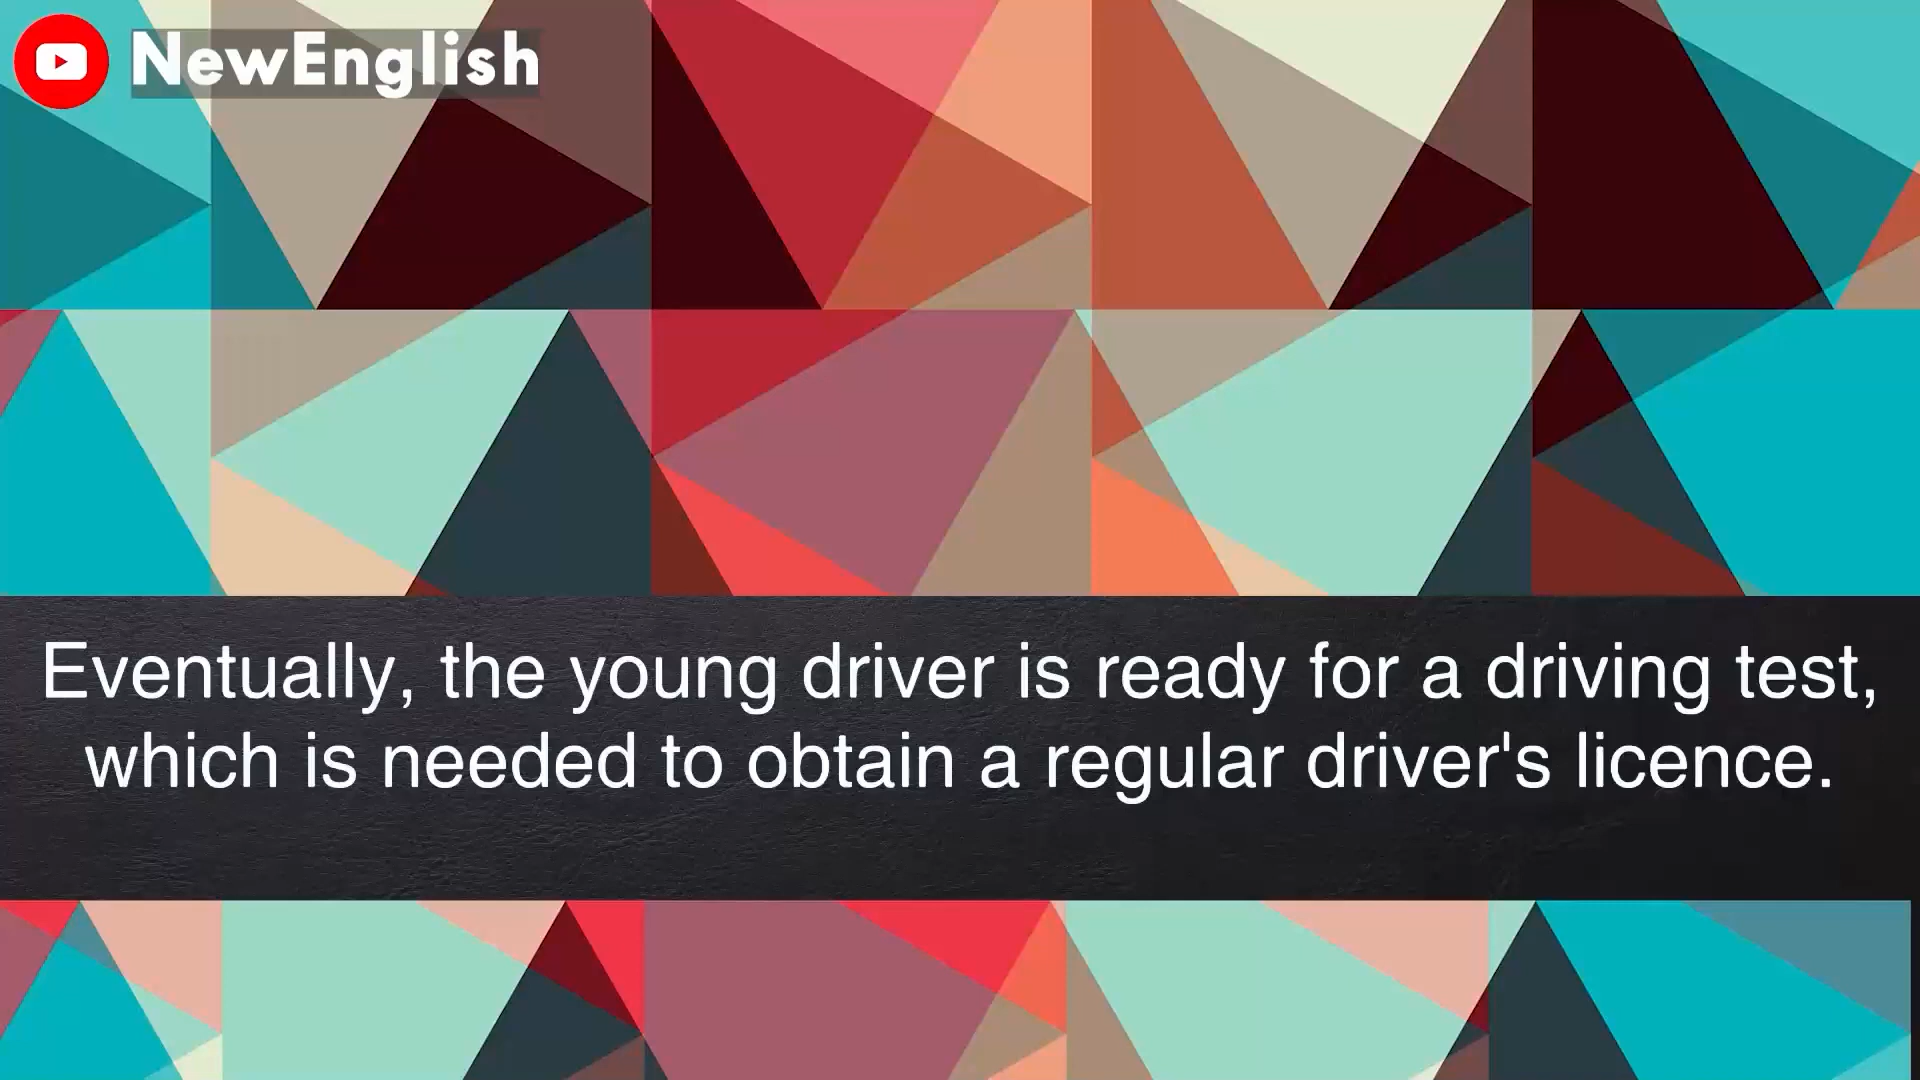 NewEnglish
Eventually, the young driver is ready for a driving test,
which is needed to obtain a regular driver's licence.